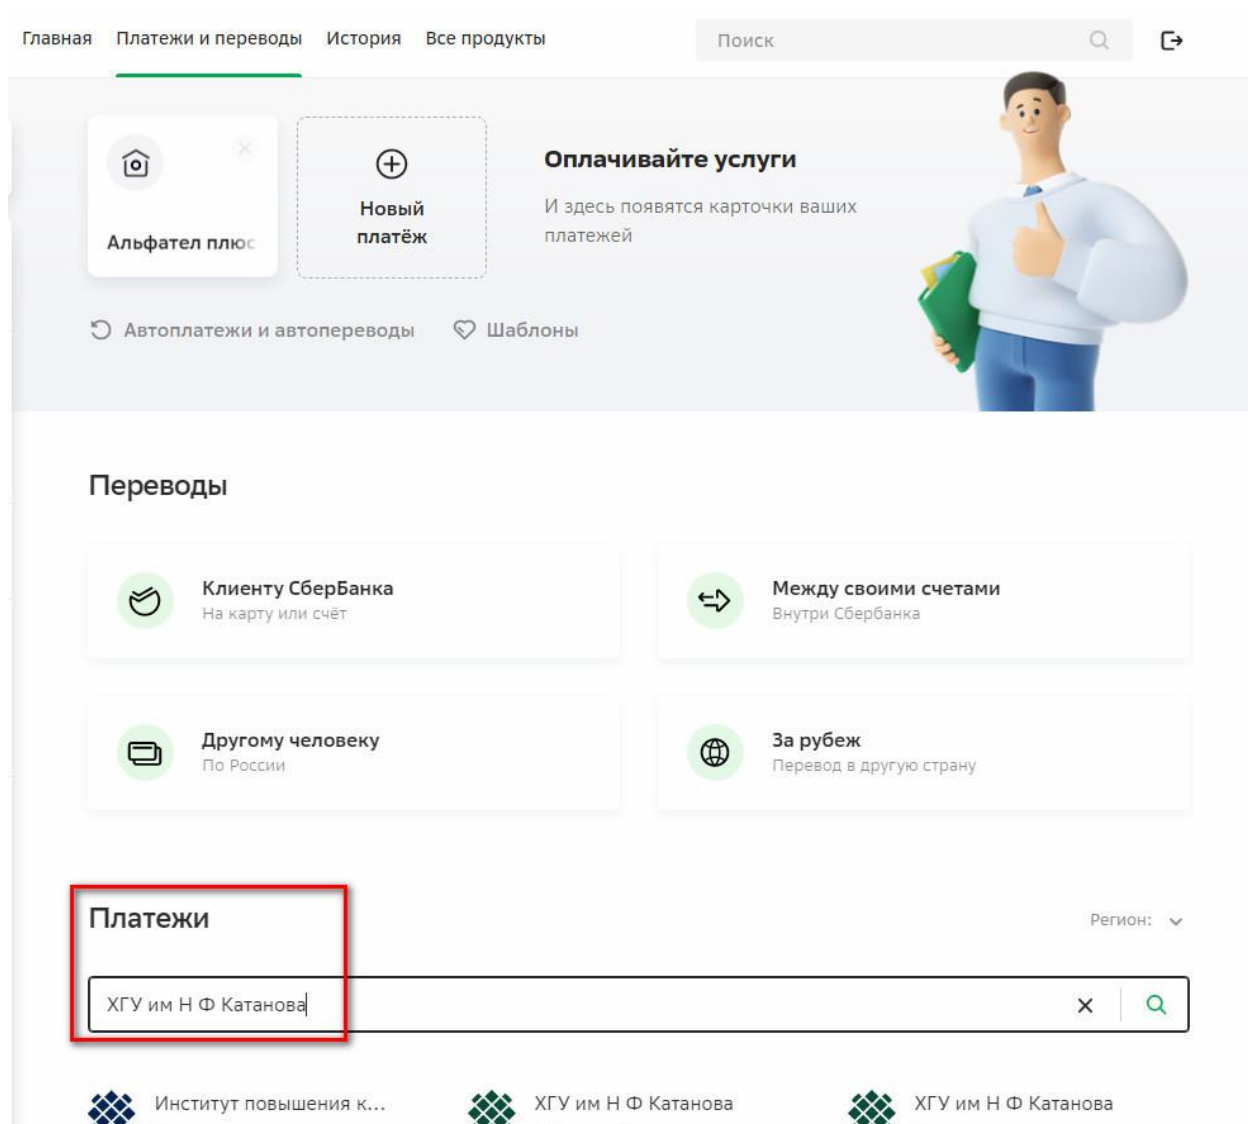 Главная Платежи и переводы История Все продукты Поиск
Оплачивайте услуги
И здесь появятся карточки ваших
платежей
Альфател плюс
Новый
платёж
Автоплатежи и автопереводы Шаблоны
Переводы
Клиенту СберБанка
На карту или счёт
Между своими счетами
Внутри Сбербанка
Другому человеку
По России
За рубеж
Перевод в другую страну
Платежи
Регион:
ХГУ им Н Ф Катанова
Институт повышения к... ХГУ им Н Ф Катанова ХГУ им Н Ф Катанова